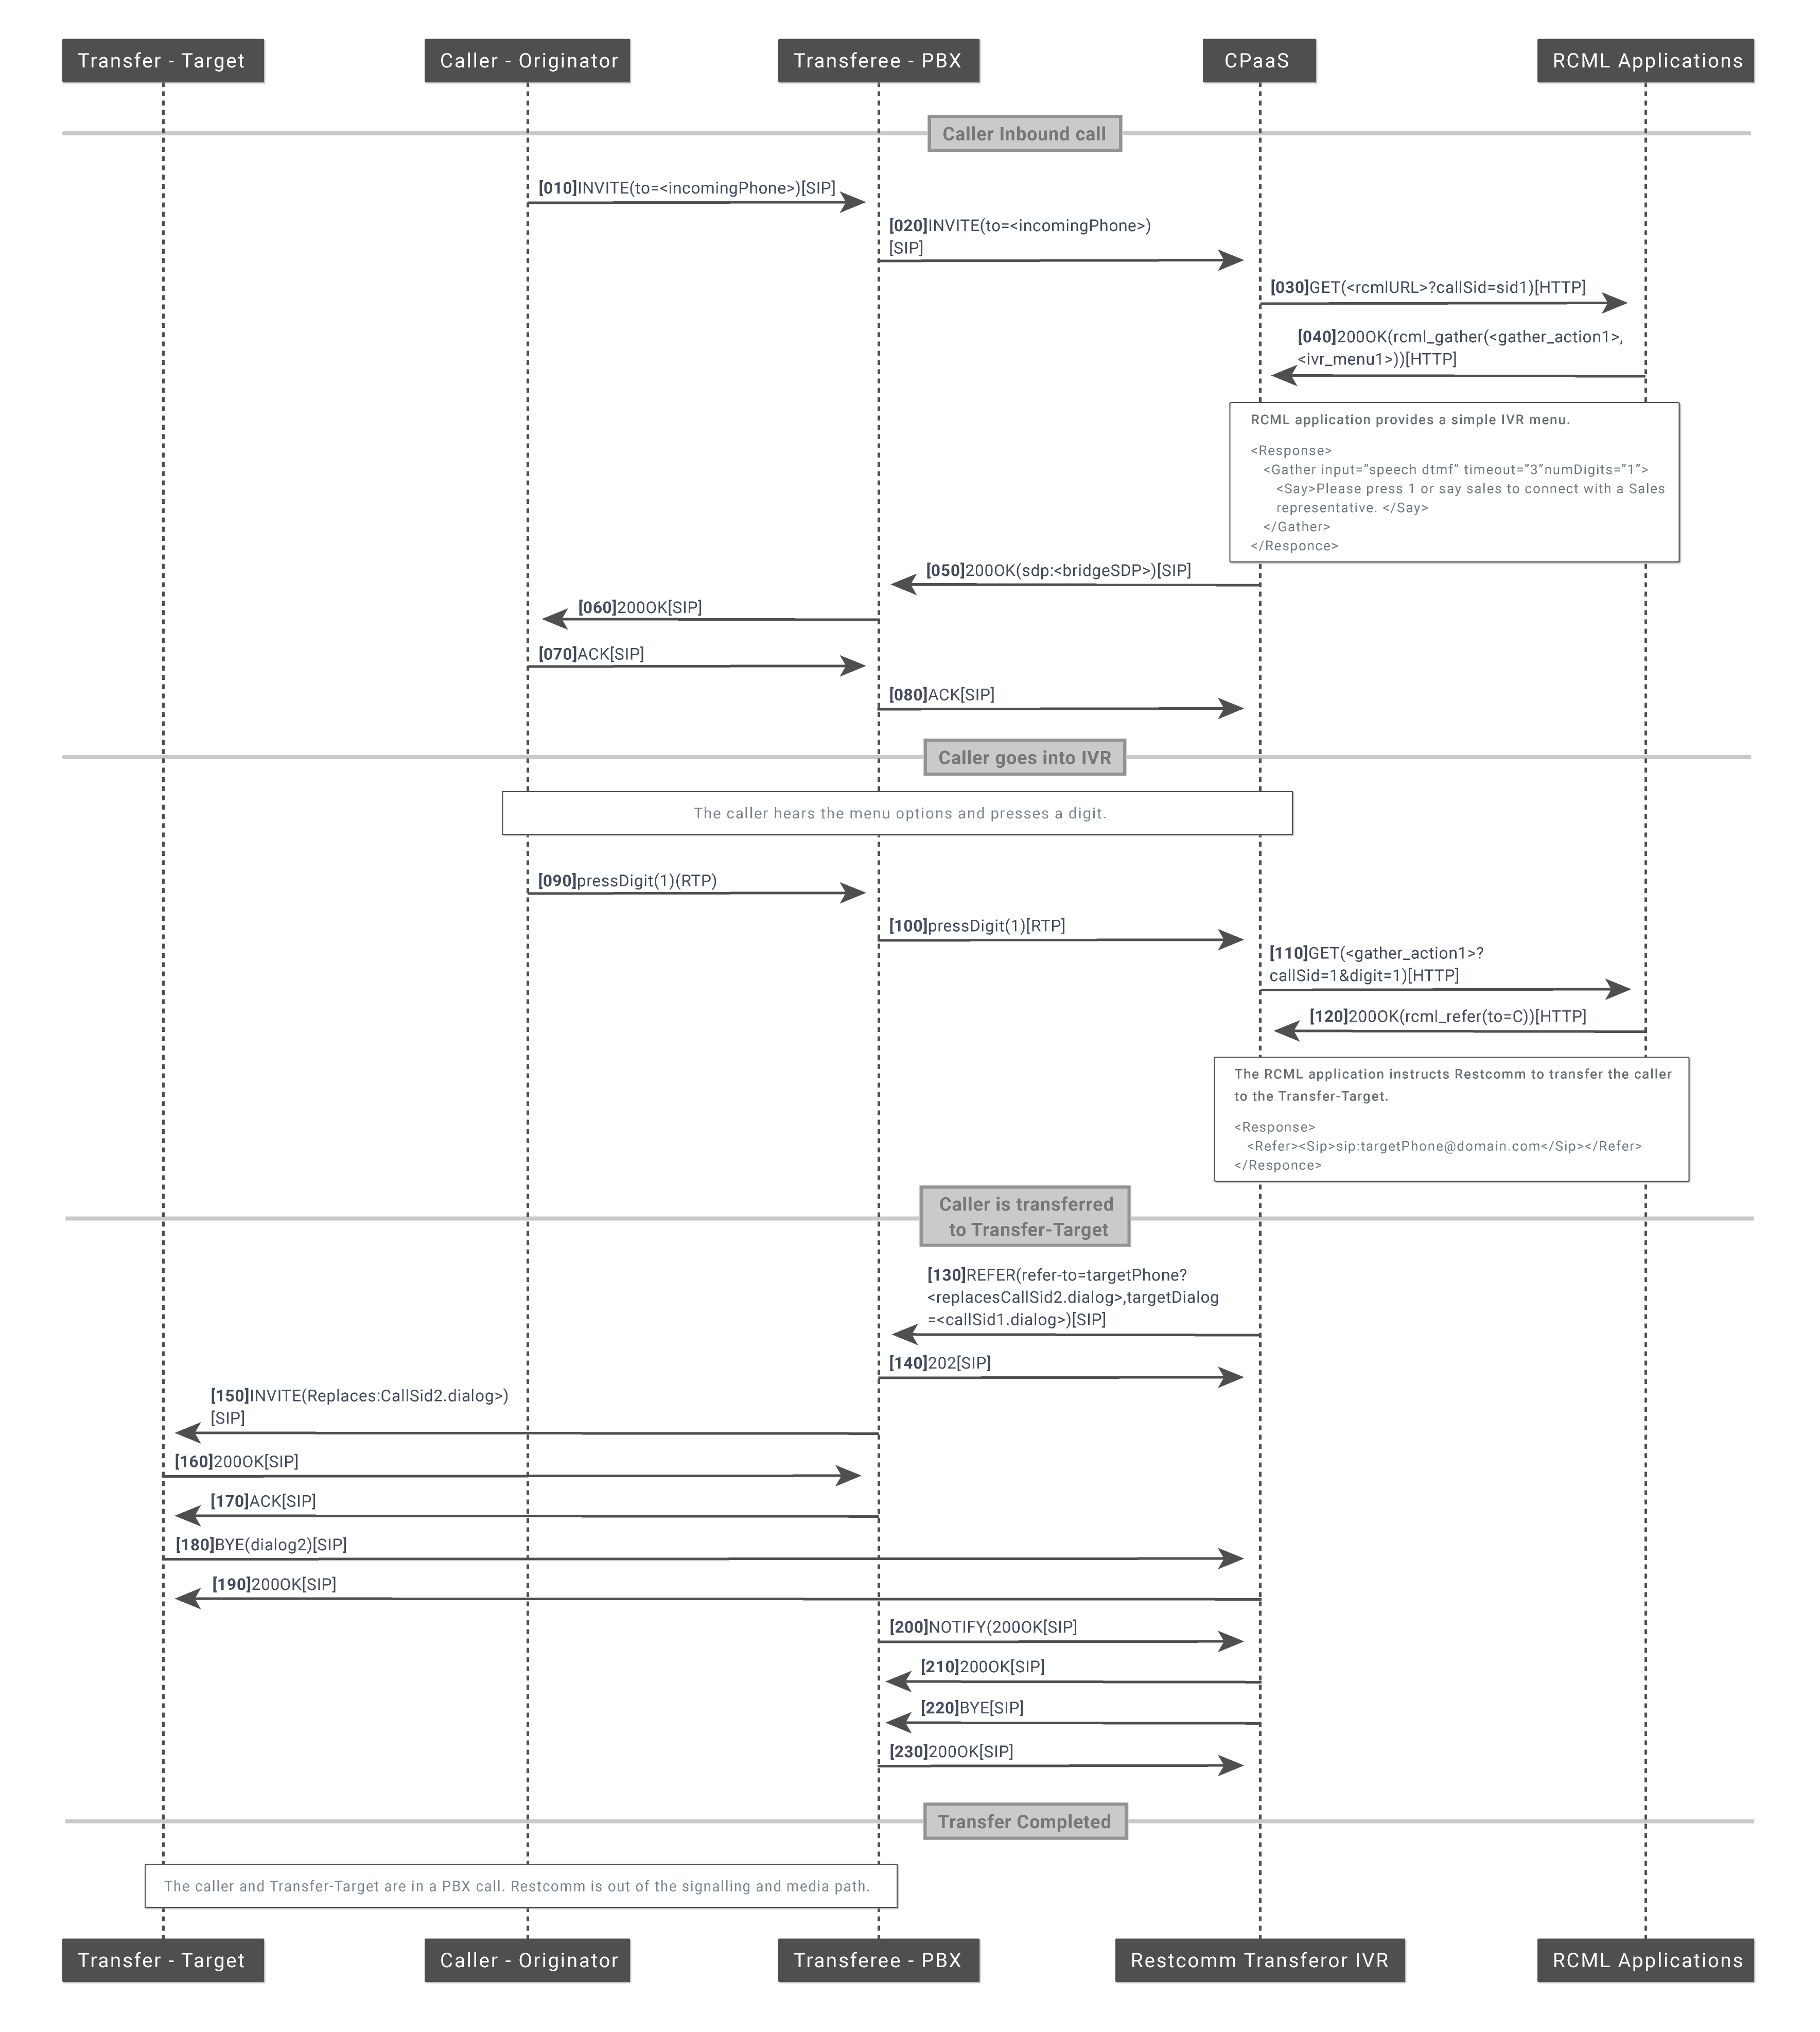 Transfer - Target
Caller - Originator
Transferee - PBX
CPaaS
RCML Applications
Caller Inbound call
[010]INVITE(to=<incomingPhone>)[SIP]
[020]INVITE(to=<incomingPhone>)
[SIP]
[030]GET(<rcmlURL>?callSid=sid1)[HTTP]
[040]200OK(rcml_gather(<gather_action1>,
<ivr_menu1>))[HTTP]
RCML application provides a simple IVR menu.
<Response>
<Gather input=”speech dtmf” timeout=”3”numDigits=”1”>
<Say>Please press 1 or say sales to connect with a Sales
representative. </Say>
</Gather>
</Responce>
[050]200OK(sdp:<bridgeSDP>)[SIP]
[060]200OK[SIP]
[070]ACK[SIP]
[080]ACK[SIP]
Caller goes into IVR
The caller hears the menu options and presses a digit.
[090]pressDigit(1)(RTP)
[100]pressDigit(1)[RTP]
[110]GET(<gather_action1>?
callSid=1&digit=1)[HTTP]
[120]200OK(rcml_refer(to=C))[HTTP]
The RCML application instructs Restcomm to transfer the caller
to the Transfer-Target.
<Response>
<Refer><Sip>sip:targetPhone@domain.com</Sip></Refer>
</Responce>
Caller is transferred
to Transfer-Target
[130]REFER(refer-to=targetPhone?
<replacesCallSid2.dialog>,targetDialog
=<callSid1.dialog>)[SIP]
[140]202[SIP]
[150]INVITE(Replaces:CallSid2.dialog>)
[SIP]
[160]200OK[SIP]
[170]ACK[SIP]
[180]BYE(dialog2)[SIP]
[190]200OK[SIP]
[200]NOTIFY(200OK[SIP]
[210]200OK[SIP]
[220]BYE[SIP]
[230]200OK[SIP]
Transfer Completed
The caller and Transfer-Target are in a PBX call. Restcomm is out of the signalling and media path.
Transfer - Target
Caller - Originator
Transferee - PBX
Restcomm Transferor IVR
RCML Applications